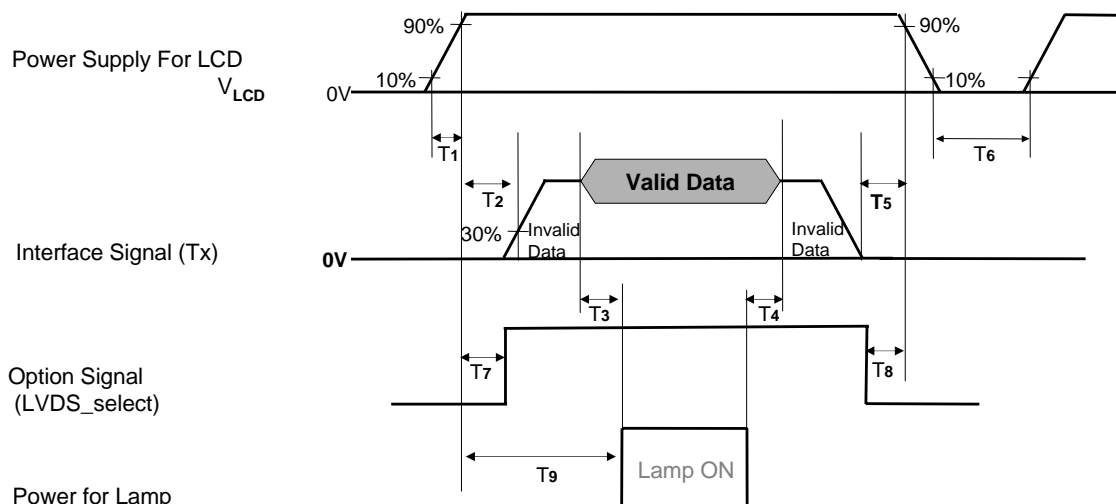 90%
90%
Power Supply For LCD
10%
10%
VLCD
0V
T1
T6
T2
Valid Data
T5
30%
Invalid
Data
Invalid
Data
Interface Signal (Tx)
0V
T3
T4
T7
T8
Option Signal
(LVDS_select)
T9
Lamp ON
Power for Lamp